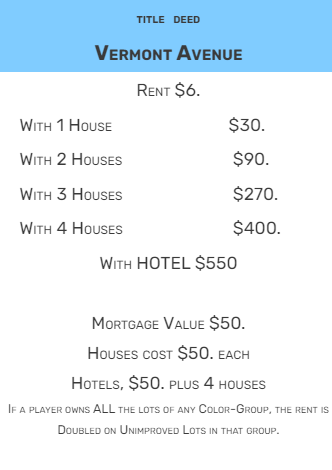 TITLE DEED
VERMONT AVENUE
RENT $6.
WITH 1 HOUSE $30.
WITH 2 HOUSES $90.
WITH 3 HOUSES $270.
WITH 4 HOUSES $400.
WITH HOTEL $550
MORTGAGE VALUE $50.
HOUSES COST $50. EACH
HOTELS, $50. PLUS 4 HOUSES
IF A PLAYER OWNS ALL THE LOTS OF ANY COLOR-GROUP, THE RENT IS
DOUBLED ON UNIMPROVED LOTS IN THAT GROUP.